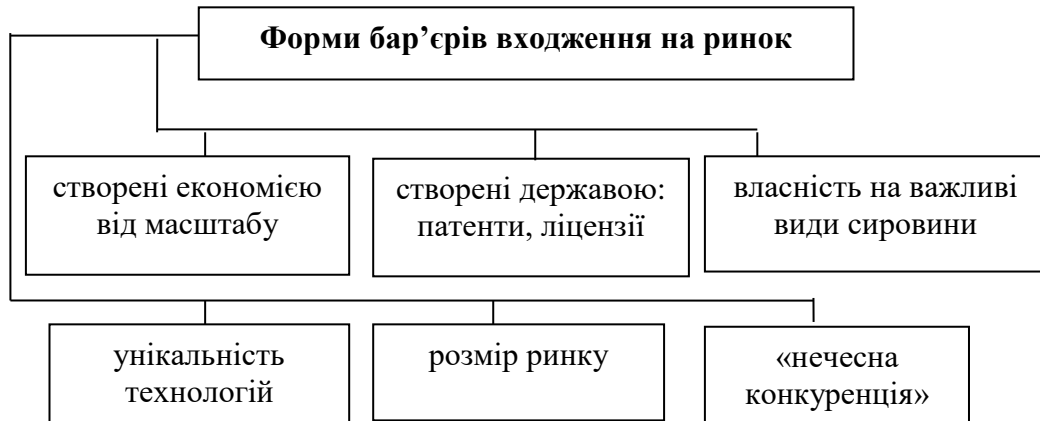 Форми бар’єрів входження на ринок
створені економією
від масштабу
створені державою:
патенти, ліцензії
власність на важливі
види сировини
унікальність
технологій
розмір ринку
«нечесна
конкуренція»